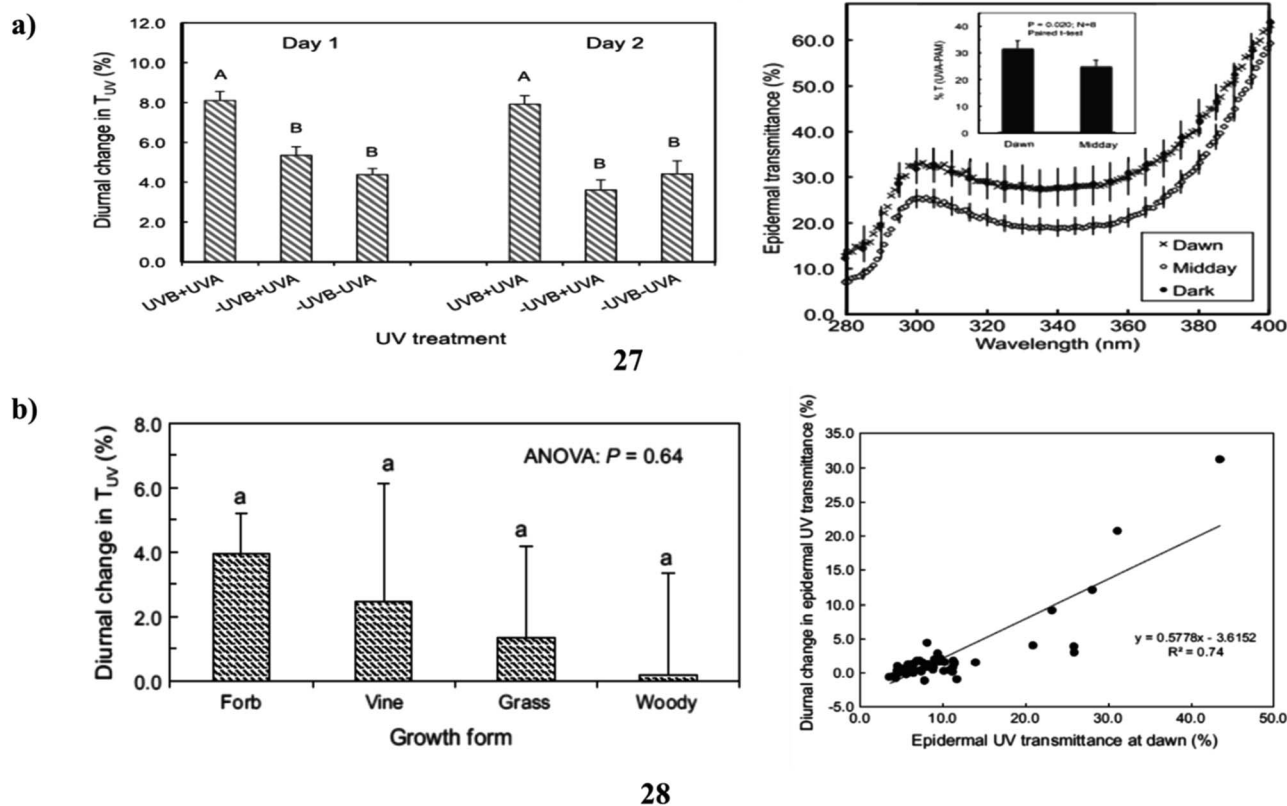 a)
Diurnal change in TUV (%)
12.0
10.0
8.0
6.0
4.0
2.0
0.0
Day 1
Day 2
A
B
B
A
B
B
UVB+UVA
-UVB+UVA
-UVB-UVA
UVB+UVA
-UVB+UVA
-UVB-UVA
UV treatment
Epidermal transmittance (%)
60.0
50.0
40.0
30.0
20.0
10.0
0.0
P = 0.020; N=8
Paired t-test
% T (UVA-PAM)
40
30
20
10
0
Dawn
Midday
Dawn
Midday
Dark
280
300
320
340
360
380
400
Wavelength (nm)
27
b)
Diurnal change in TUV (%)
8.0
6.0
4.0
2.0
0.0
ANOVA: P = 0.64
a
a
a
a
Forb
Vine
Grass
Woody
Growth form
Diurnal change in epidermal UV transmittance (%)
35.0
30.0
25.0
20.0
15.0
10.0
5.0
0.0
-5.0
y = 0.5778x - 3.6152
R² = 0.74
0.0
10.0
20.0
30.0
40.0
50.0
Epidermal UV transmittance at dawn (%)
28